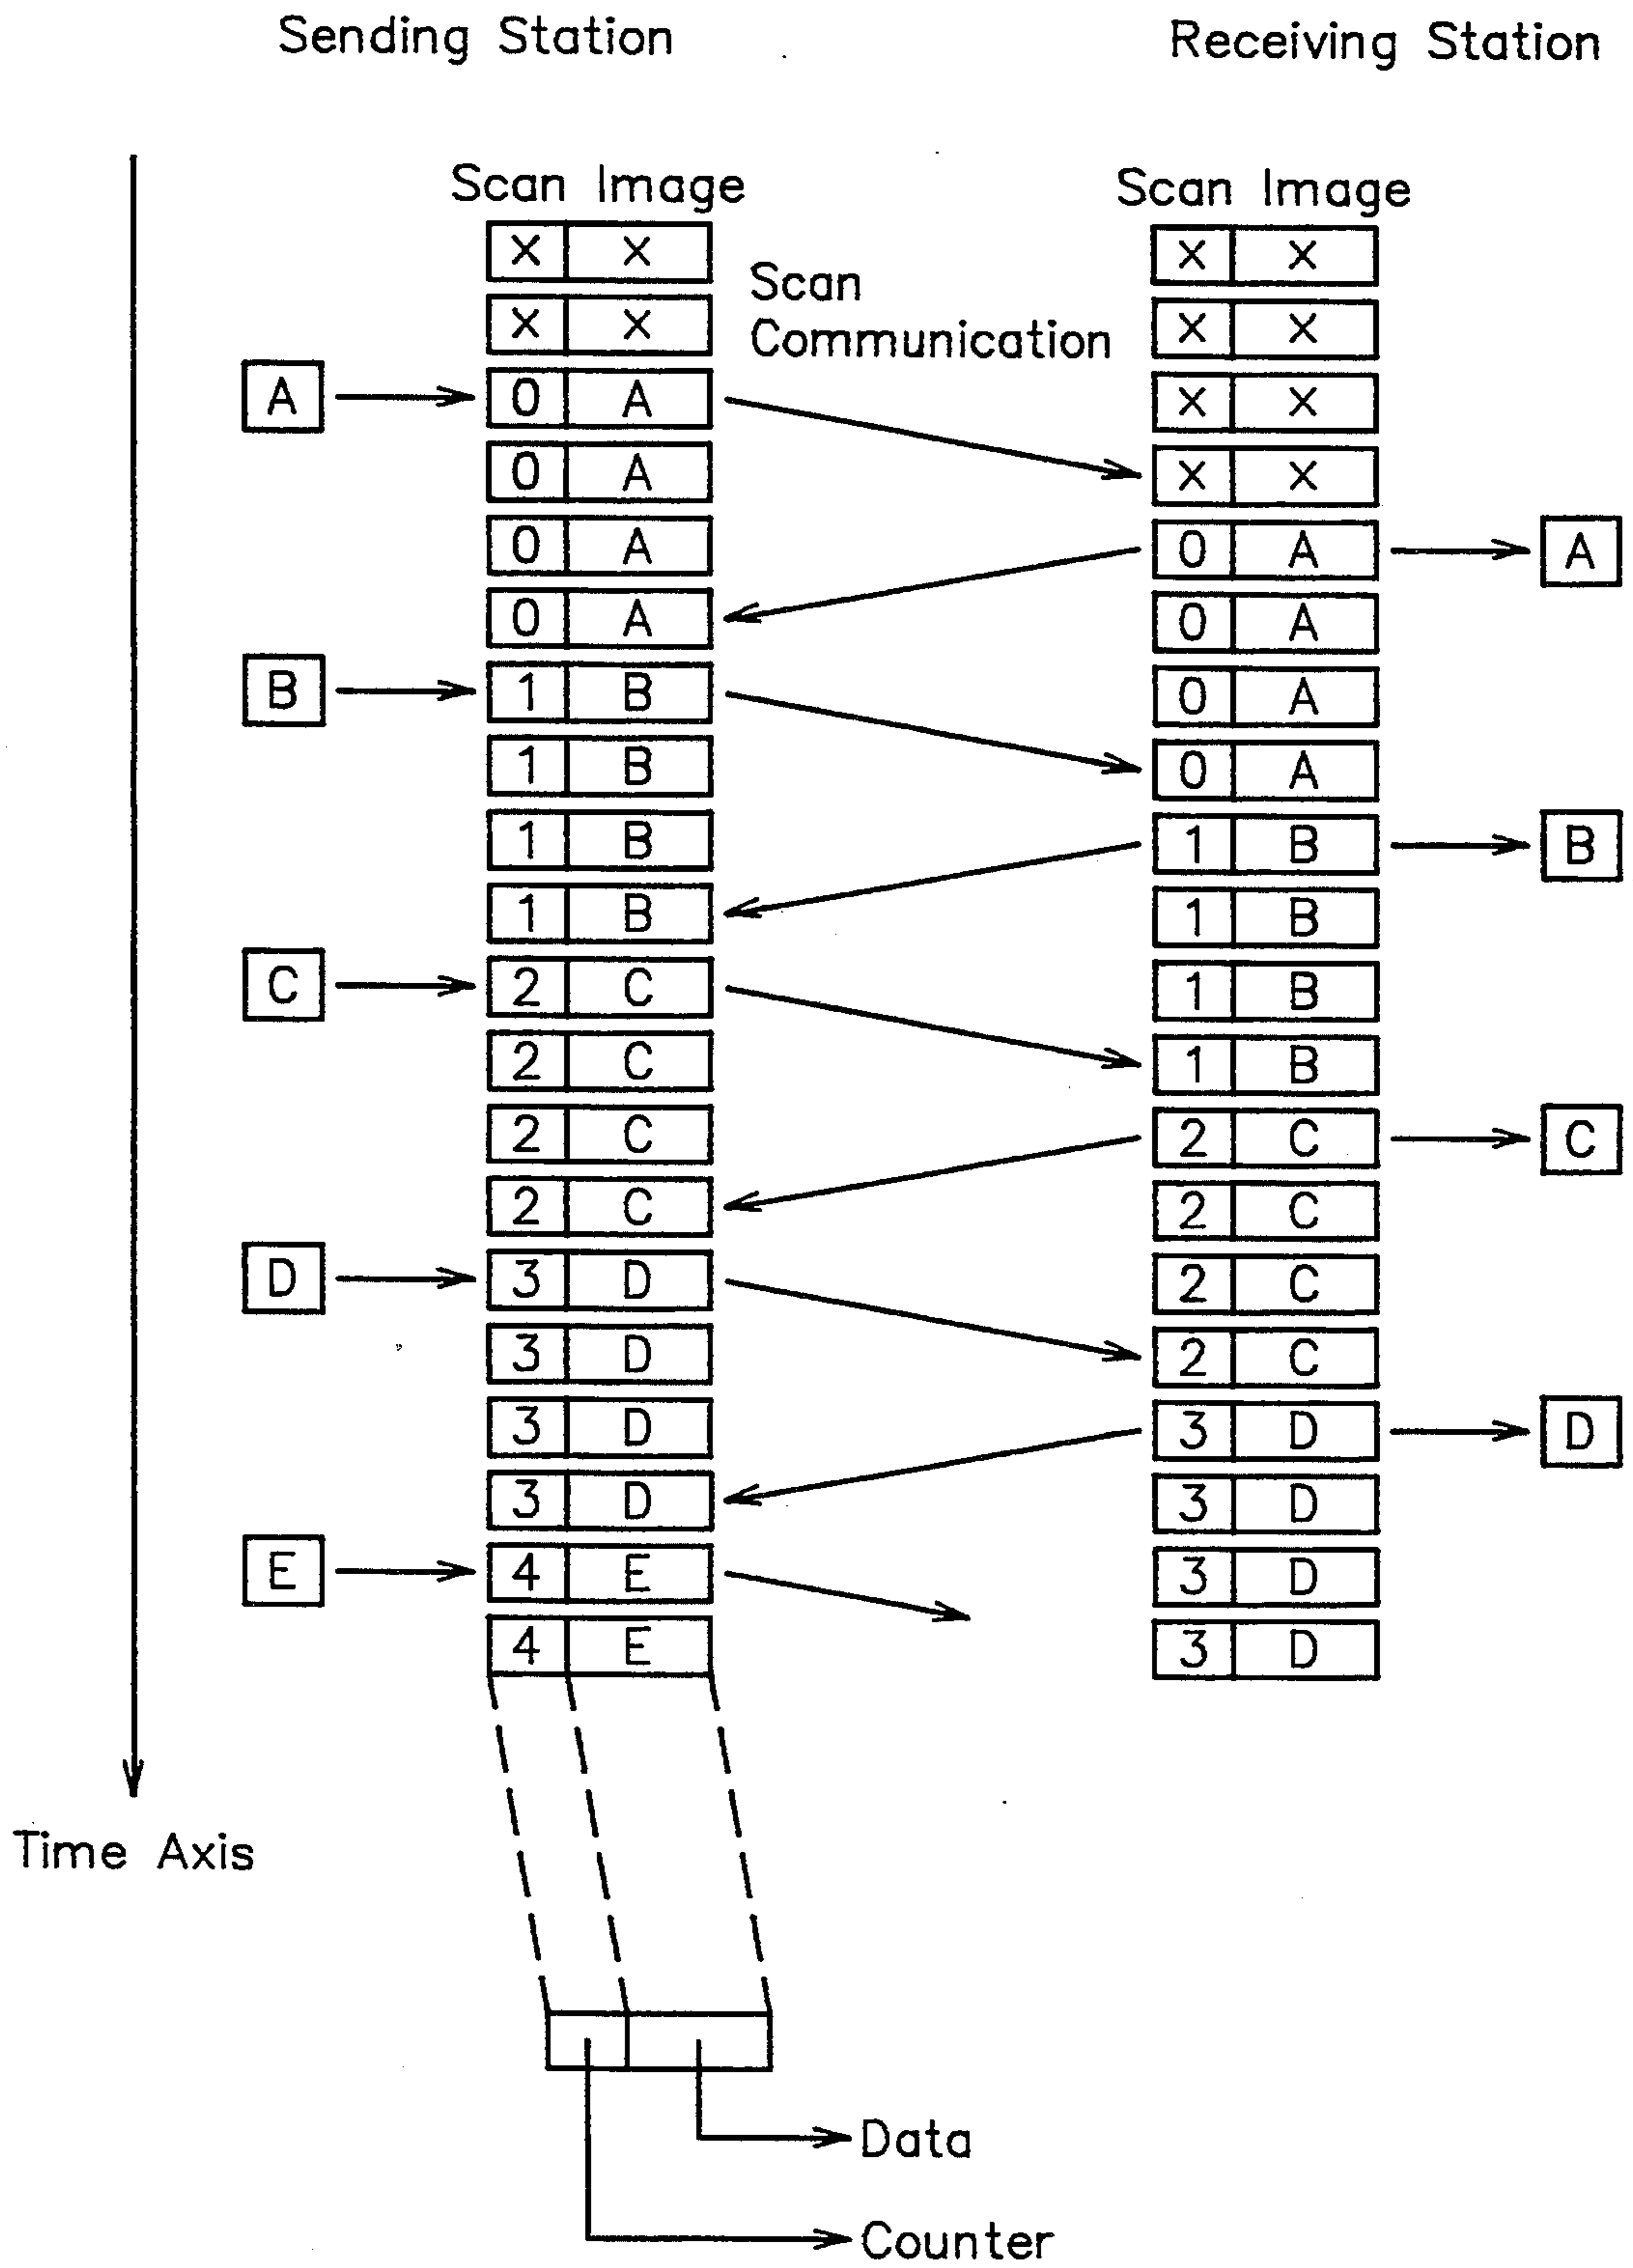 Sending Station Receiving Station
Scan Image Scan Image
X X X X
Scan
Communication
X X X X
A 0 A X X
0 A X X
0 A 0 A A
0 A 0 A
B 1 B 0 A
1 B 0 A
1 B 1 B B
1 B 1 B
C 2 C 1 B
2 C 1 B
2 C 2 C C
2 C 2 C
D 3 D 2 C
3 D 2 C
3 D 3 D D
3 D 3 D
E 4 E 3 D
4 E 3 D
Time Axis
Data
Counter